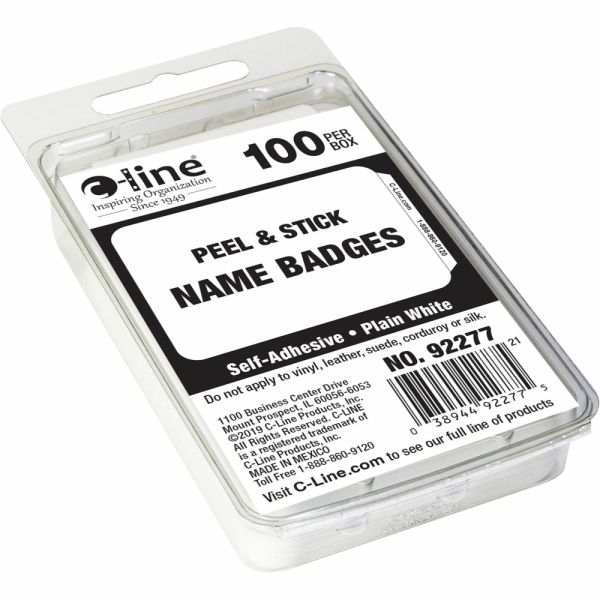 C-line®
Inspiring Organization
Since 1949
100 PER BOX
C-Line.com
1-888-860-9120
PEEL & STICK
NAME BADGES
Self-Adhesive • Plain White
Do not apply to vinyl, leather, suede, corduroy or silk.
NO. 92277
21
0 38944 92277 5
1100 Business Center Drive
Mount Prospect, IL 60056-6053
©2019 C-Line Products, Inc.
All Rights Reserved. C-LINE
is a registered trademark of
C-Line Products, Inc.
MADE IN MEXICO
Toll Free 1-888-860-9120
Visit C-Line.com to see our full line of products